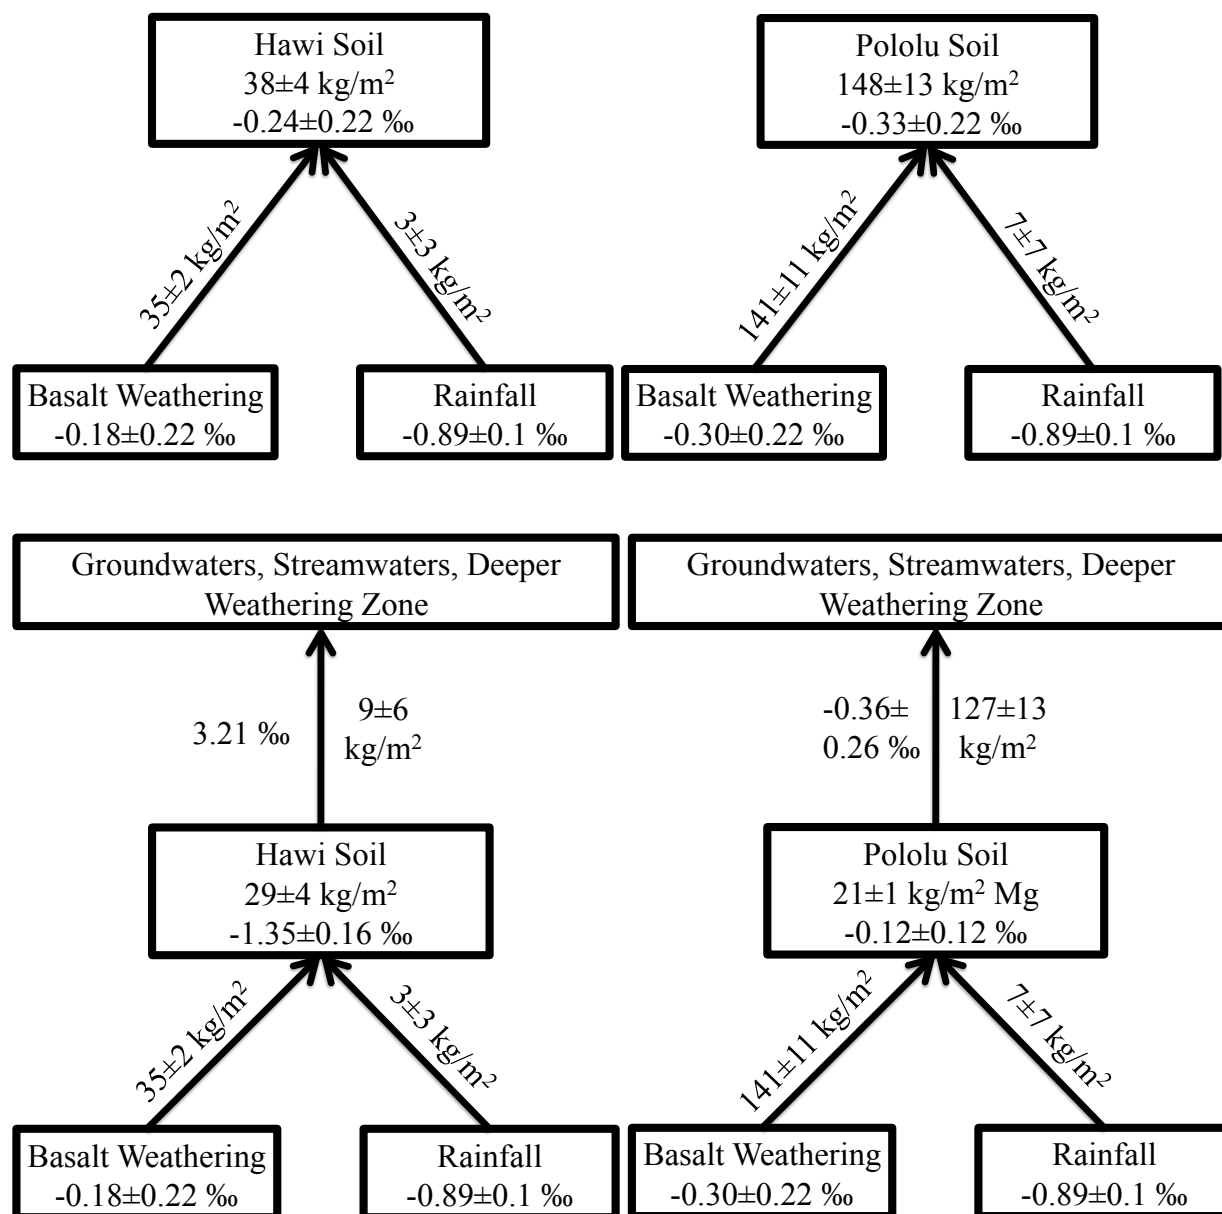 Hawi Soil
38±4 kg/m²
-0.24±0.22 ‰
35±2 kg/m²
3±3 kg/m²
Basalt Weathering
-0.18±0.22 ‰
Rainfall
-0.89±0.1 ‰
Pololu Soil
148±13 kg/m²
-0.33±0.22 ‰
141±11 kg/m²
7±7 kg/m²
Basalt Weathering
-0.30±0.22 ‰
Rainfall
-0.89±0.1 ‰
Groundwaters, Streamwaters, Deeper
Weathering Zone
3.21 ‰
9±6
kg/m²
Hawi Soil
29±4 kg/m²
-1.35±0.16 ‰
35±2 kg/m²
3±3 kg/m²
Basalt Weathering
-0.18±0.22 ‰
Rainfall
-0.89±0.1 ‰
Groundwaters, Streamwaters, Deeper
Weathering Zone
-0.36±
0.26 ‰
127±13
kg/m²
Pololu Soil
21±1 kg/m² Mg
-0.12±0.12 ‰
141±11 kg/m²
7±7 kg/m²
Basalt Weathering
-0.30±0.22 ‰
Rainfall
-0.89±0.1 ‰